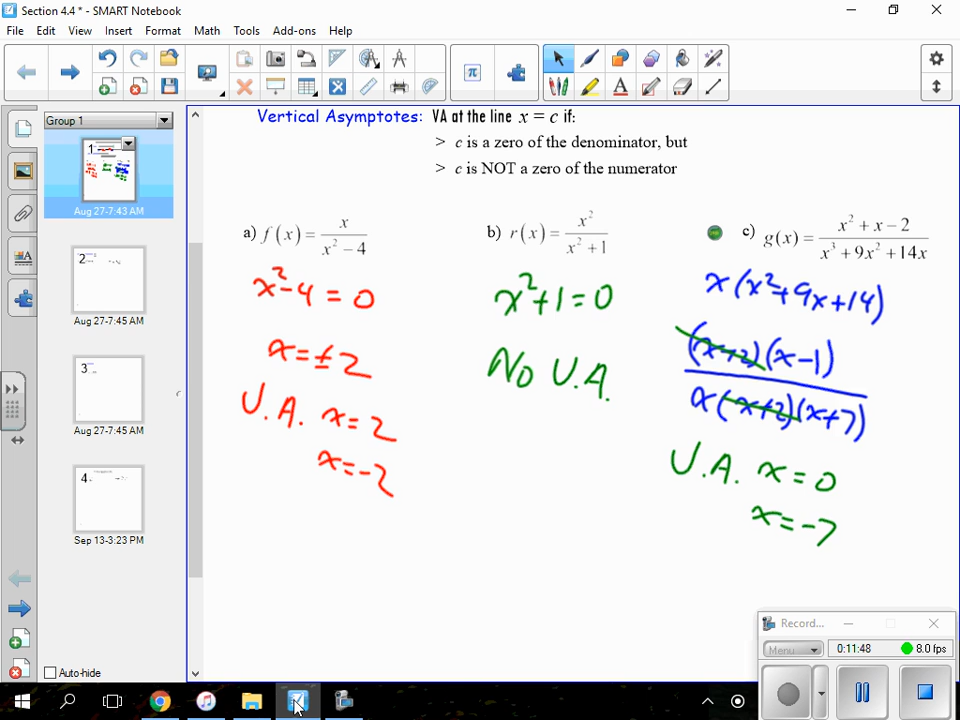 Section 4.4 * - SMART Notebook
File Edit View Insert Format Math Tools Add-ons Help
π
Group 1
1
Aug 27-7:43 AM
2
Aug 27-7:45 AM
3
Aug 27-7:45 AM
4
Sep 13-3:23 PM
Auto-hide
Vertical Asymptotes: VA at the line x = c if:
> c is a zero of the denominator, but
> c is NOT a zero of the numerator
a) f(x) = x / (x² − 4)
x²-4 = 0
x = ±2
V.A. x = 2
x = -2
b) r(x) = x² / (x² + 1)
x²+1 = 0
No V.A.
c) g(x) = (x² + x − 2) / (x³ + 9x² + 14x)
x(x²+9x+14)
(x+2)(x-1)
x(x+2)(x+7)
V.A. x = 0
x = -7
Record...
Menu 0:11:48 8.0 fps